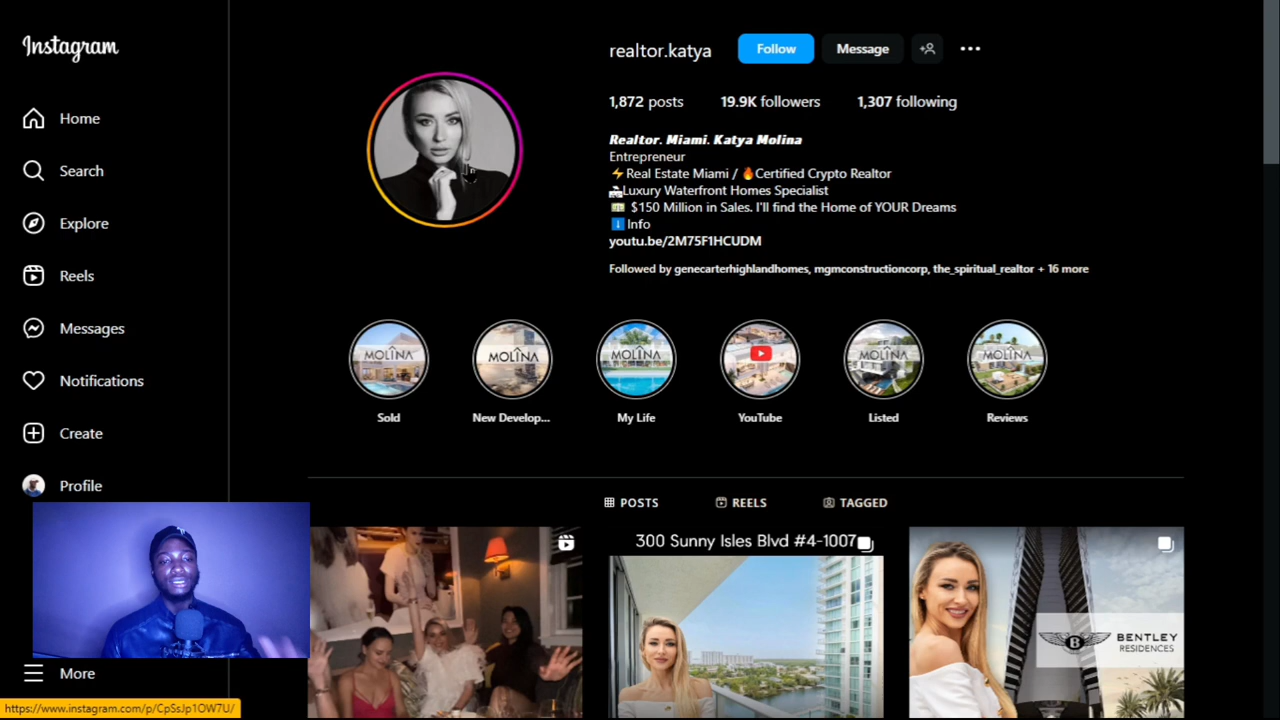 Instagram
Home
Search
Explore
Reels
Messages
Notifications
Create
Profile
More
realtor.katya
Follow
Message
1,872 posts 19.9K followers 1,307 following
Realtor. Miami. Katya Molina
Entrepreneur
⚡Real Estate Miami / 🔥Certified Crypto Realtor
Luxury Waterfront Homes Specialist
💵 $150 Million in Sales. I'll find the Home of YOUR Dreams
⬇️Info
youtu.be/2M75F1HCUDM
Followed by genecarterhighlandhomes, mgmconstructioncorp, the_spiritual_realtor + 16 more
MOLINA MOLINA MOLINA MOLINA MOLINA
Sold New Develop... My Life YouTube Listed Reviews
POSTS REELS TAGGED
300 Sunny Isles Blvd #4-1007
B BENTLEY
RESIDENCES
https://www.instagram.com/p/CpSsJp1OW7U/